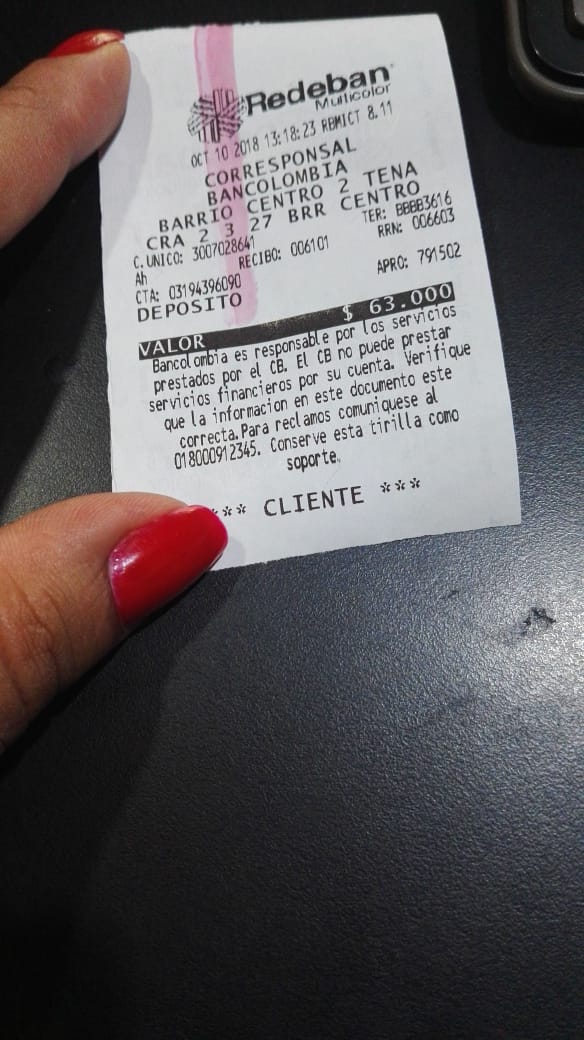 Redeban
Multicolor
OCT 10 2018 13:18:23 RBMICT 8.11
CORRESPONSAL
BANCOLOMBIA
BARRIO CENTRO 2 TENA
CRA 2 3 27 BRR CENTRO
C. UNICO: 3007028641 TER: BBBB3616
RECIBO: 006101 RRN: 006603
Ah
CTA: 03194396090 APRO: 791502
DEPOSITO
VALOR $ 63.000
Bancolombia es responsable por los servicios
prestados por el CB. El CB no puede prestar
servicios financieros por su cuenta. Verifique
que la informacion en este documento este
correcta.Para reclamos comuniquese al
018000912345. Conserve esta tirilla como
soporte.
*** CLIENTE ***